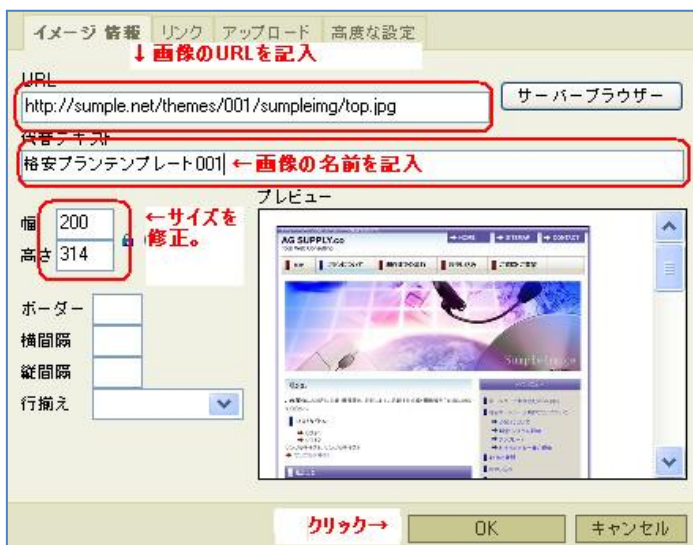 イメージ 情報 リンク アップロード 高度な設定
↓画像のURLを記入
URL
http://sumple.net/themes/001/sumpleimg/top.jpg
サーバーブラウザー
代替テキスト
格安プランテンプレート001 ←画像の名前を記入
プレビュー
幅 200 ←サイズを
高さ 314 修正。
AG SUPPLY.co
HOME SITEMAP CONTACT
SumpleImage
ボーダー
横間隔
縦間隔
行揃え
クリック→ OK キャンセル